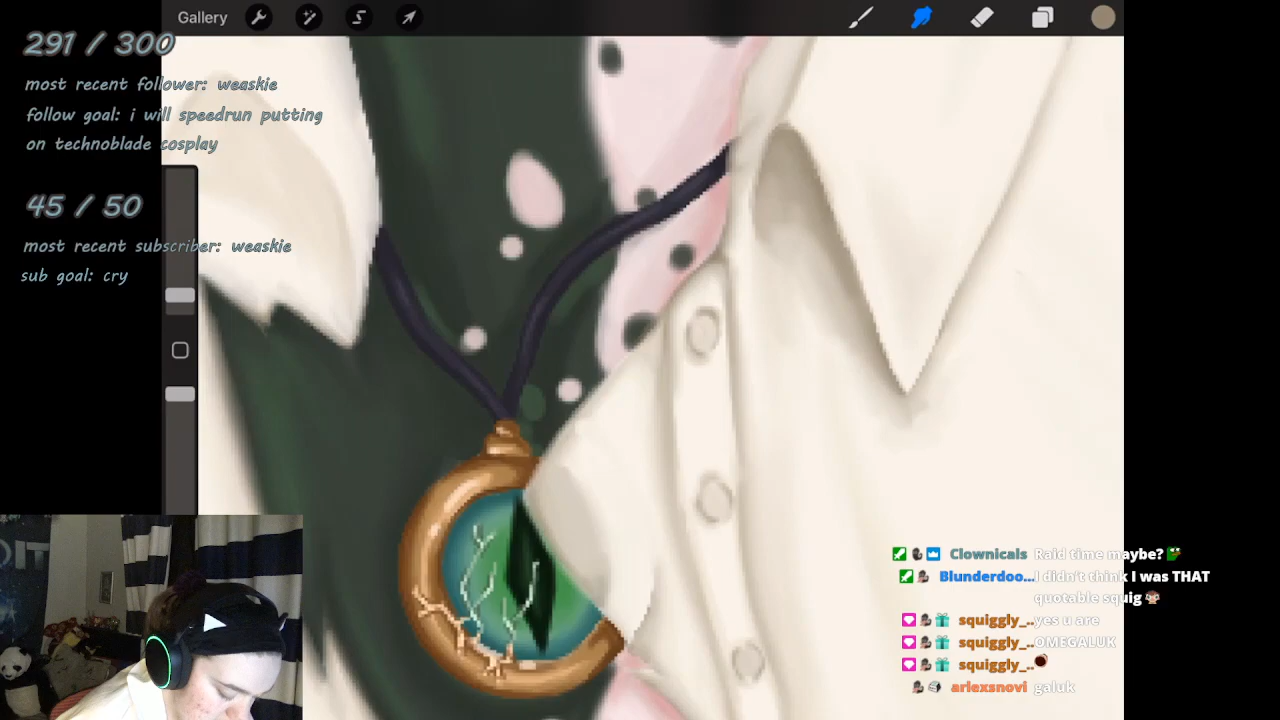 Gallery
291 / 300
most recent follower: weaskie
follow goal: i will speedrun putting
on technoblade cosplay
45 / 50
most recent subscriber: weaskie
sub goal: cry
Clownicals Raid time maybe?
Blunderdoo... I didn't think I was THAT
quotable squig
squiggly_.. yes u are
squiggly_.. OMEGALUK
squiggly_..
arlexsnovi galuk